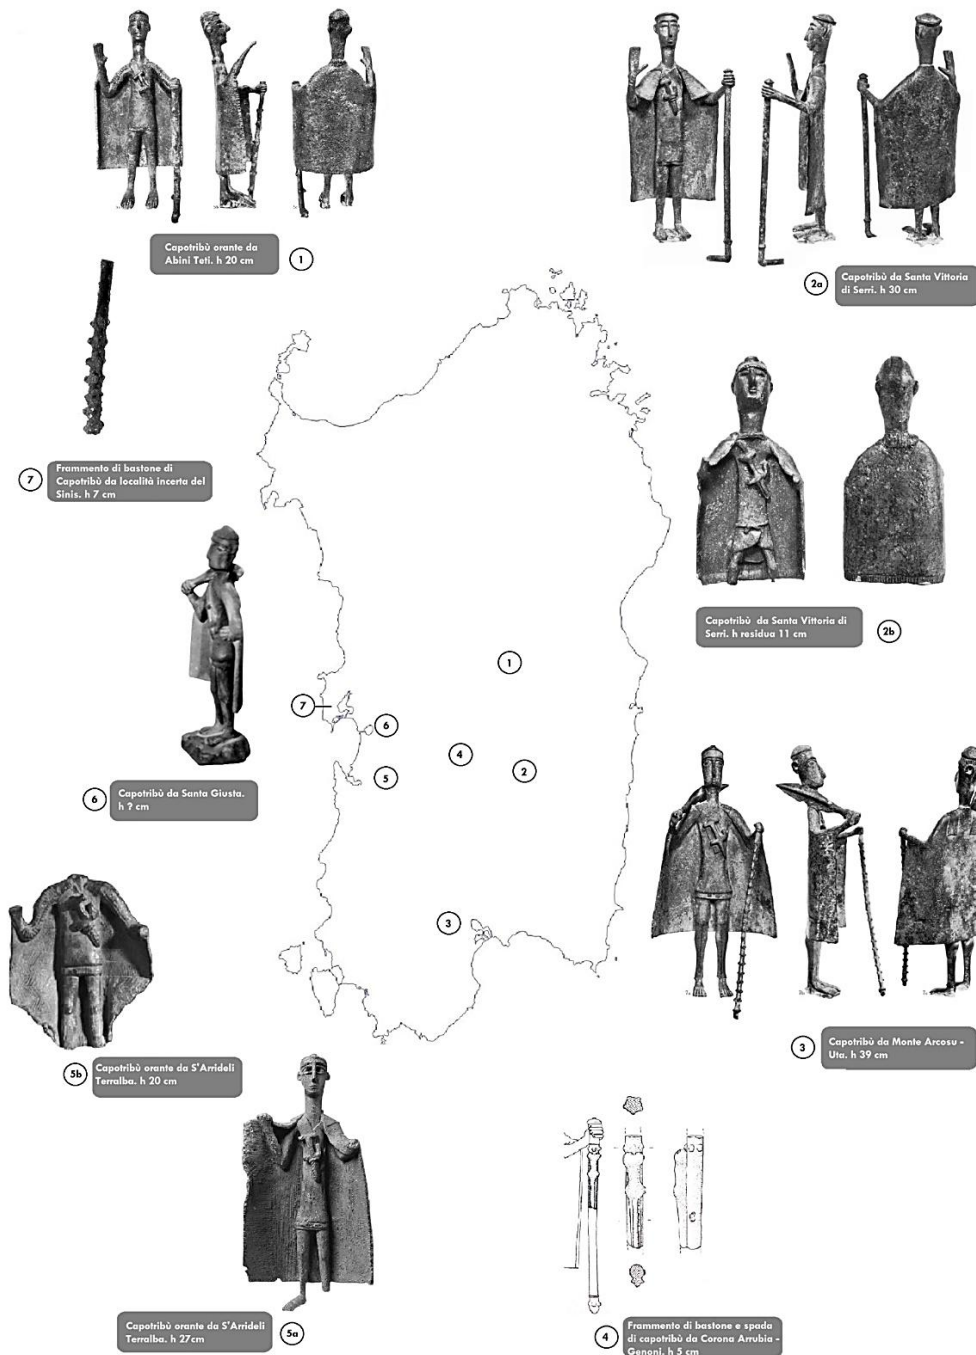 Capotribù orante da
Abini Teti. h 20 cm
1
2a
Capotribù da Santa Vittoria
di Serri. h 30 cm
7
Frammento di bastone di
Capotribù da località incerta del
Sinis. h 7 cm
Capotribù da Santa Vittoria di
Serri. h residua 11 cm
2b
1
7
6
4
2
5
6
Capotribù da Santa Giusta.
h ? cm
3
3
Capotribù da Monte Arcosu -
Uta. h 39 cm
5b
Capotribù orante da S'Arrideli
Terralba. h 20 cm
Capotribù orante da S'Arrideli
Terralba. h 27cm
5a
4
Frammento di bastone e spada
di capotribù da Corona Arrubia -
Genoni. h 5 cm